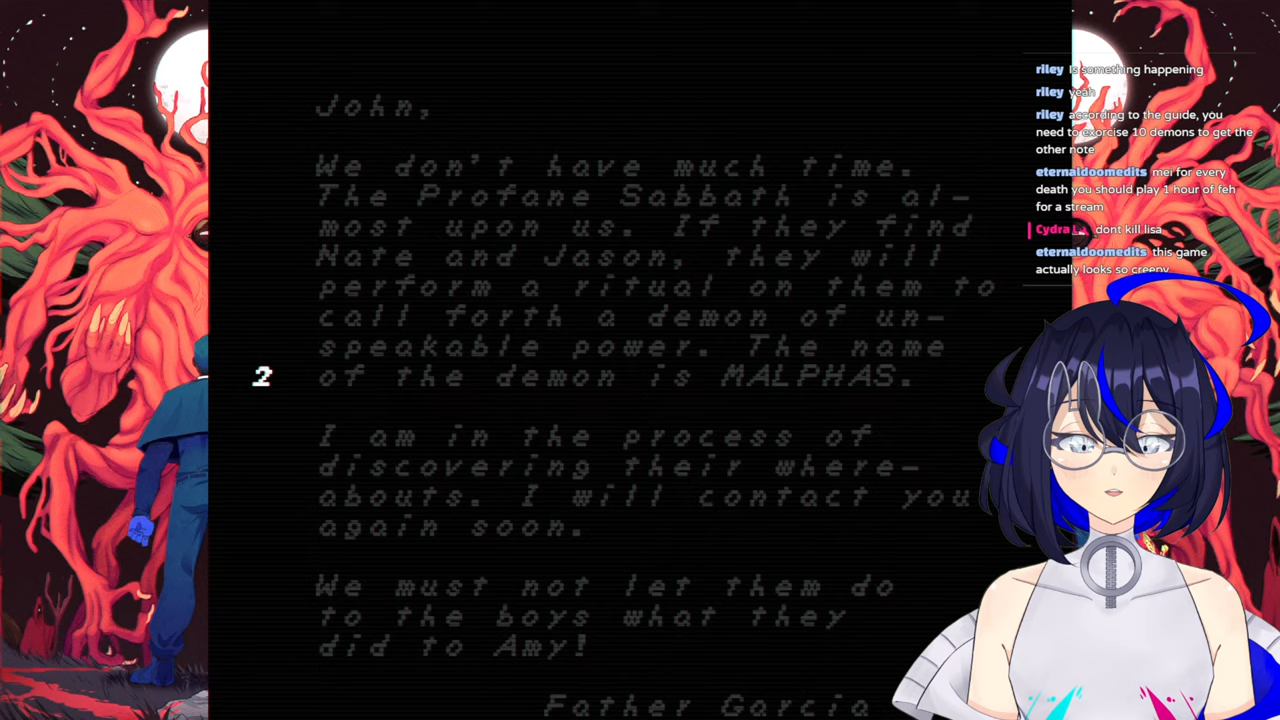 John,
We don't have much time.
The Profane Sabbath is al-
most upon us. If they find
Nate and Jason, they will
perform a ritual on them to
call forth a demon of un-
speakable power. The name
2 of the demon is MALPHAS.
I am in the process of
discovering their where-
abouts. I will contact you
again soon.
We must not let them do
to the boys what they
did to Amy!
Father Garcia
riley Is something happening
riley yeah
riley according to the guide, you
need to exorcise 10 demons to get the
other note
eternaldoomedits mei for every
death you should play 1 hour of feh
for a stream
Cydra dont kill lisa
eternaldoomedits this game
actually looks so creepy